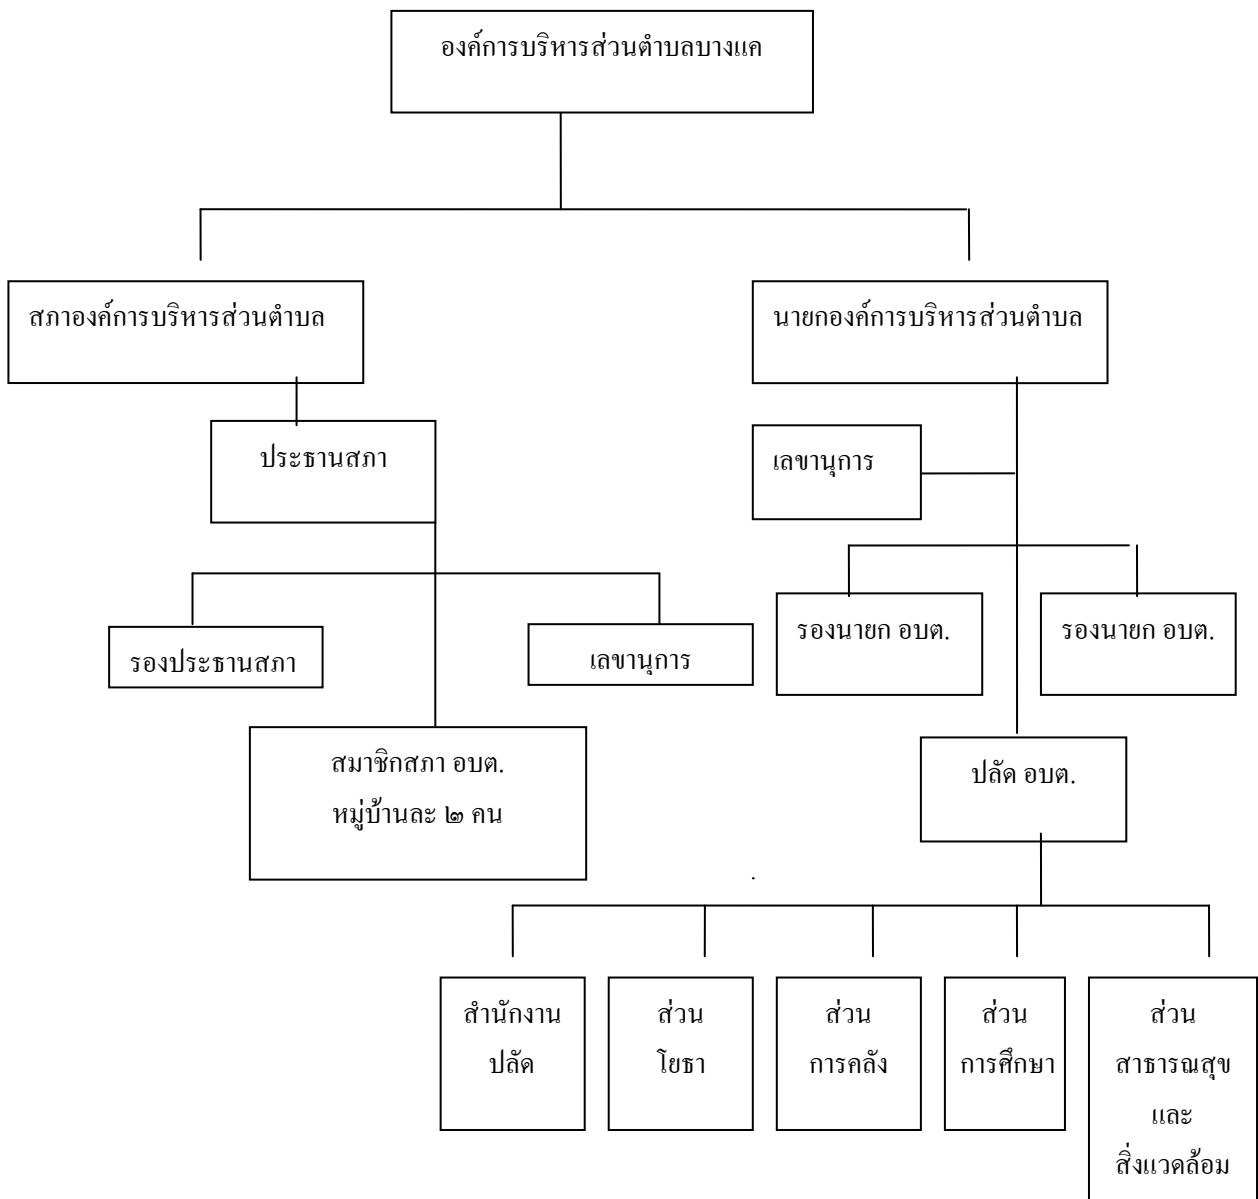 องค์การบริหารส่วนตำบลบางแค
สภาองค์การบริหารส่วนตำบล
นายกองค์การบริหารส่วนตำบล
ประธานสภา
เลขานุการ
รองประธานสภา
เลขานุการ
รองนายก อบต.
รองนายก อบต.
สมาชิกสภา อบต.
หมู่บ้านละ ๒ คน
ปลัด อบต.
สำนักงาน
ปลัด
ส่วน
โยธา
ส่วน
การคลัง
ส่วน
การศึกษา
ส่วน
สาธารณสุข
และ
สิ่งแวดล้อม